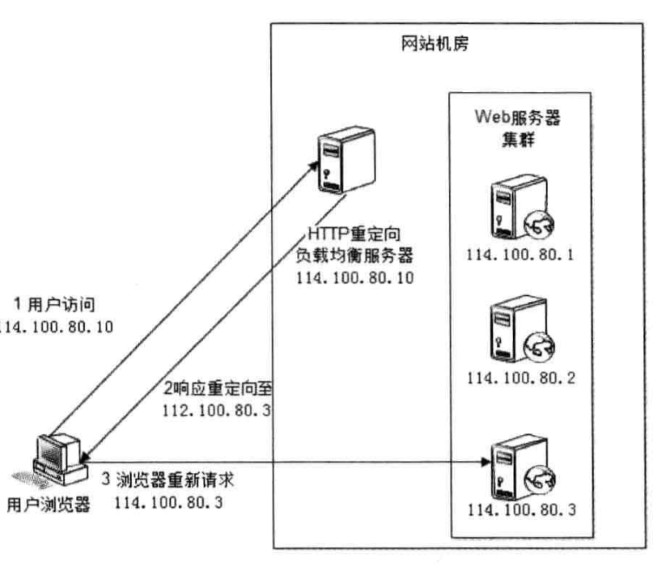 网站机房
Web服务器
集群
HTTP重定向
负载均衡服务器
114.100.80.10
114.100.80.1
1 用户访问
114.100.80.10
114.100.80.2
2响应重定向至
112.100.80.3
3 浏览器重新请求
114.100.80.3
用户浏览器
114.100.80.3